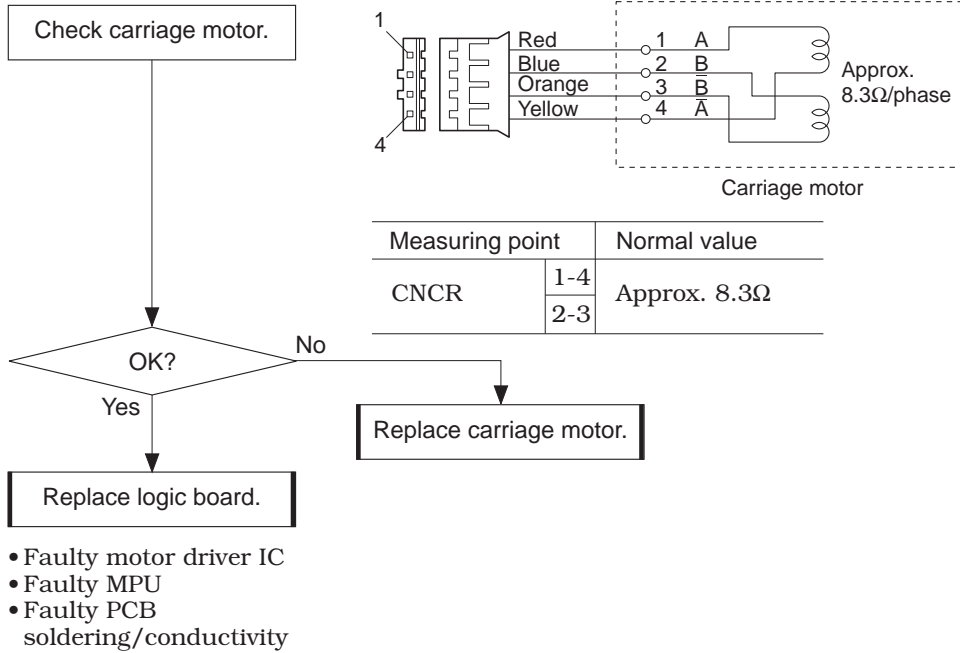 Check carriage motor.
1
4
Red
Blue
Orange
Yellow
1 A
2 B
3 B̅
4 A̅
Approx.
8.3Ω/phase
Carriage motor
Measuring point Normal value
CNCR 1-4 Approx. 8.3Ω
2-3
OK?
No
Yes
Replace carriage motor.
Replace logic board.
• Faulty motor driver IC
• Faulty MPU
• Faulty PCB
soldering/conductivity